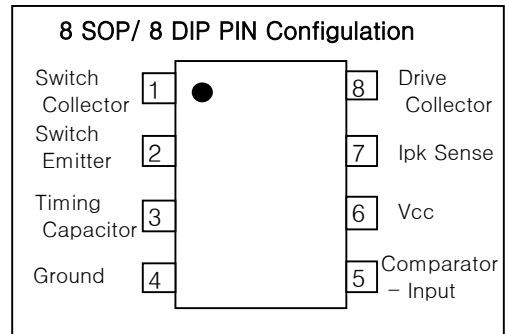 8 SOP/ 8 DIP PIN Configulation
Switch
Collector
1
8
Drive
Collector
Switch
Emitter
2
7
Ipk Sense
Timing
Capacitor
3
6
Vcc
Ground
4
5
Comparator
– Input